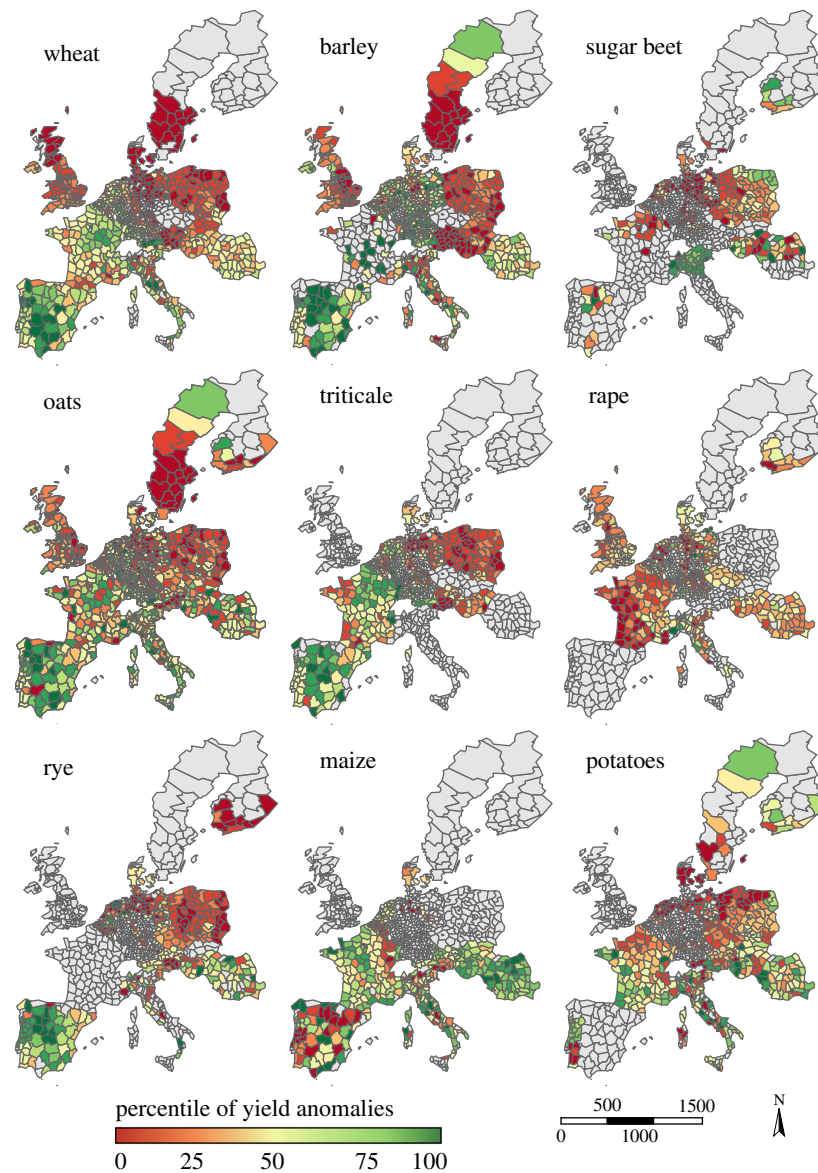 wheat
barley
sugar beet
oats
triticale
rape
rye
maize
potatoes
percentile of yield anomalies
0 25 50 75 100
500 1500
0 1000
N